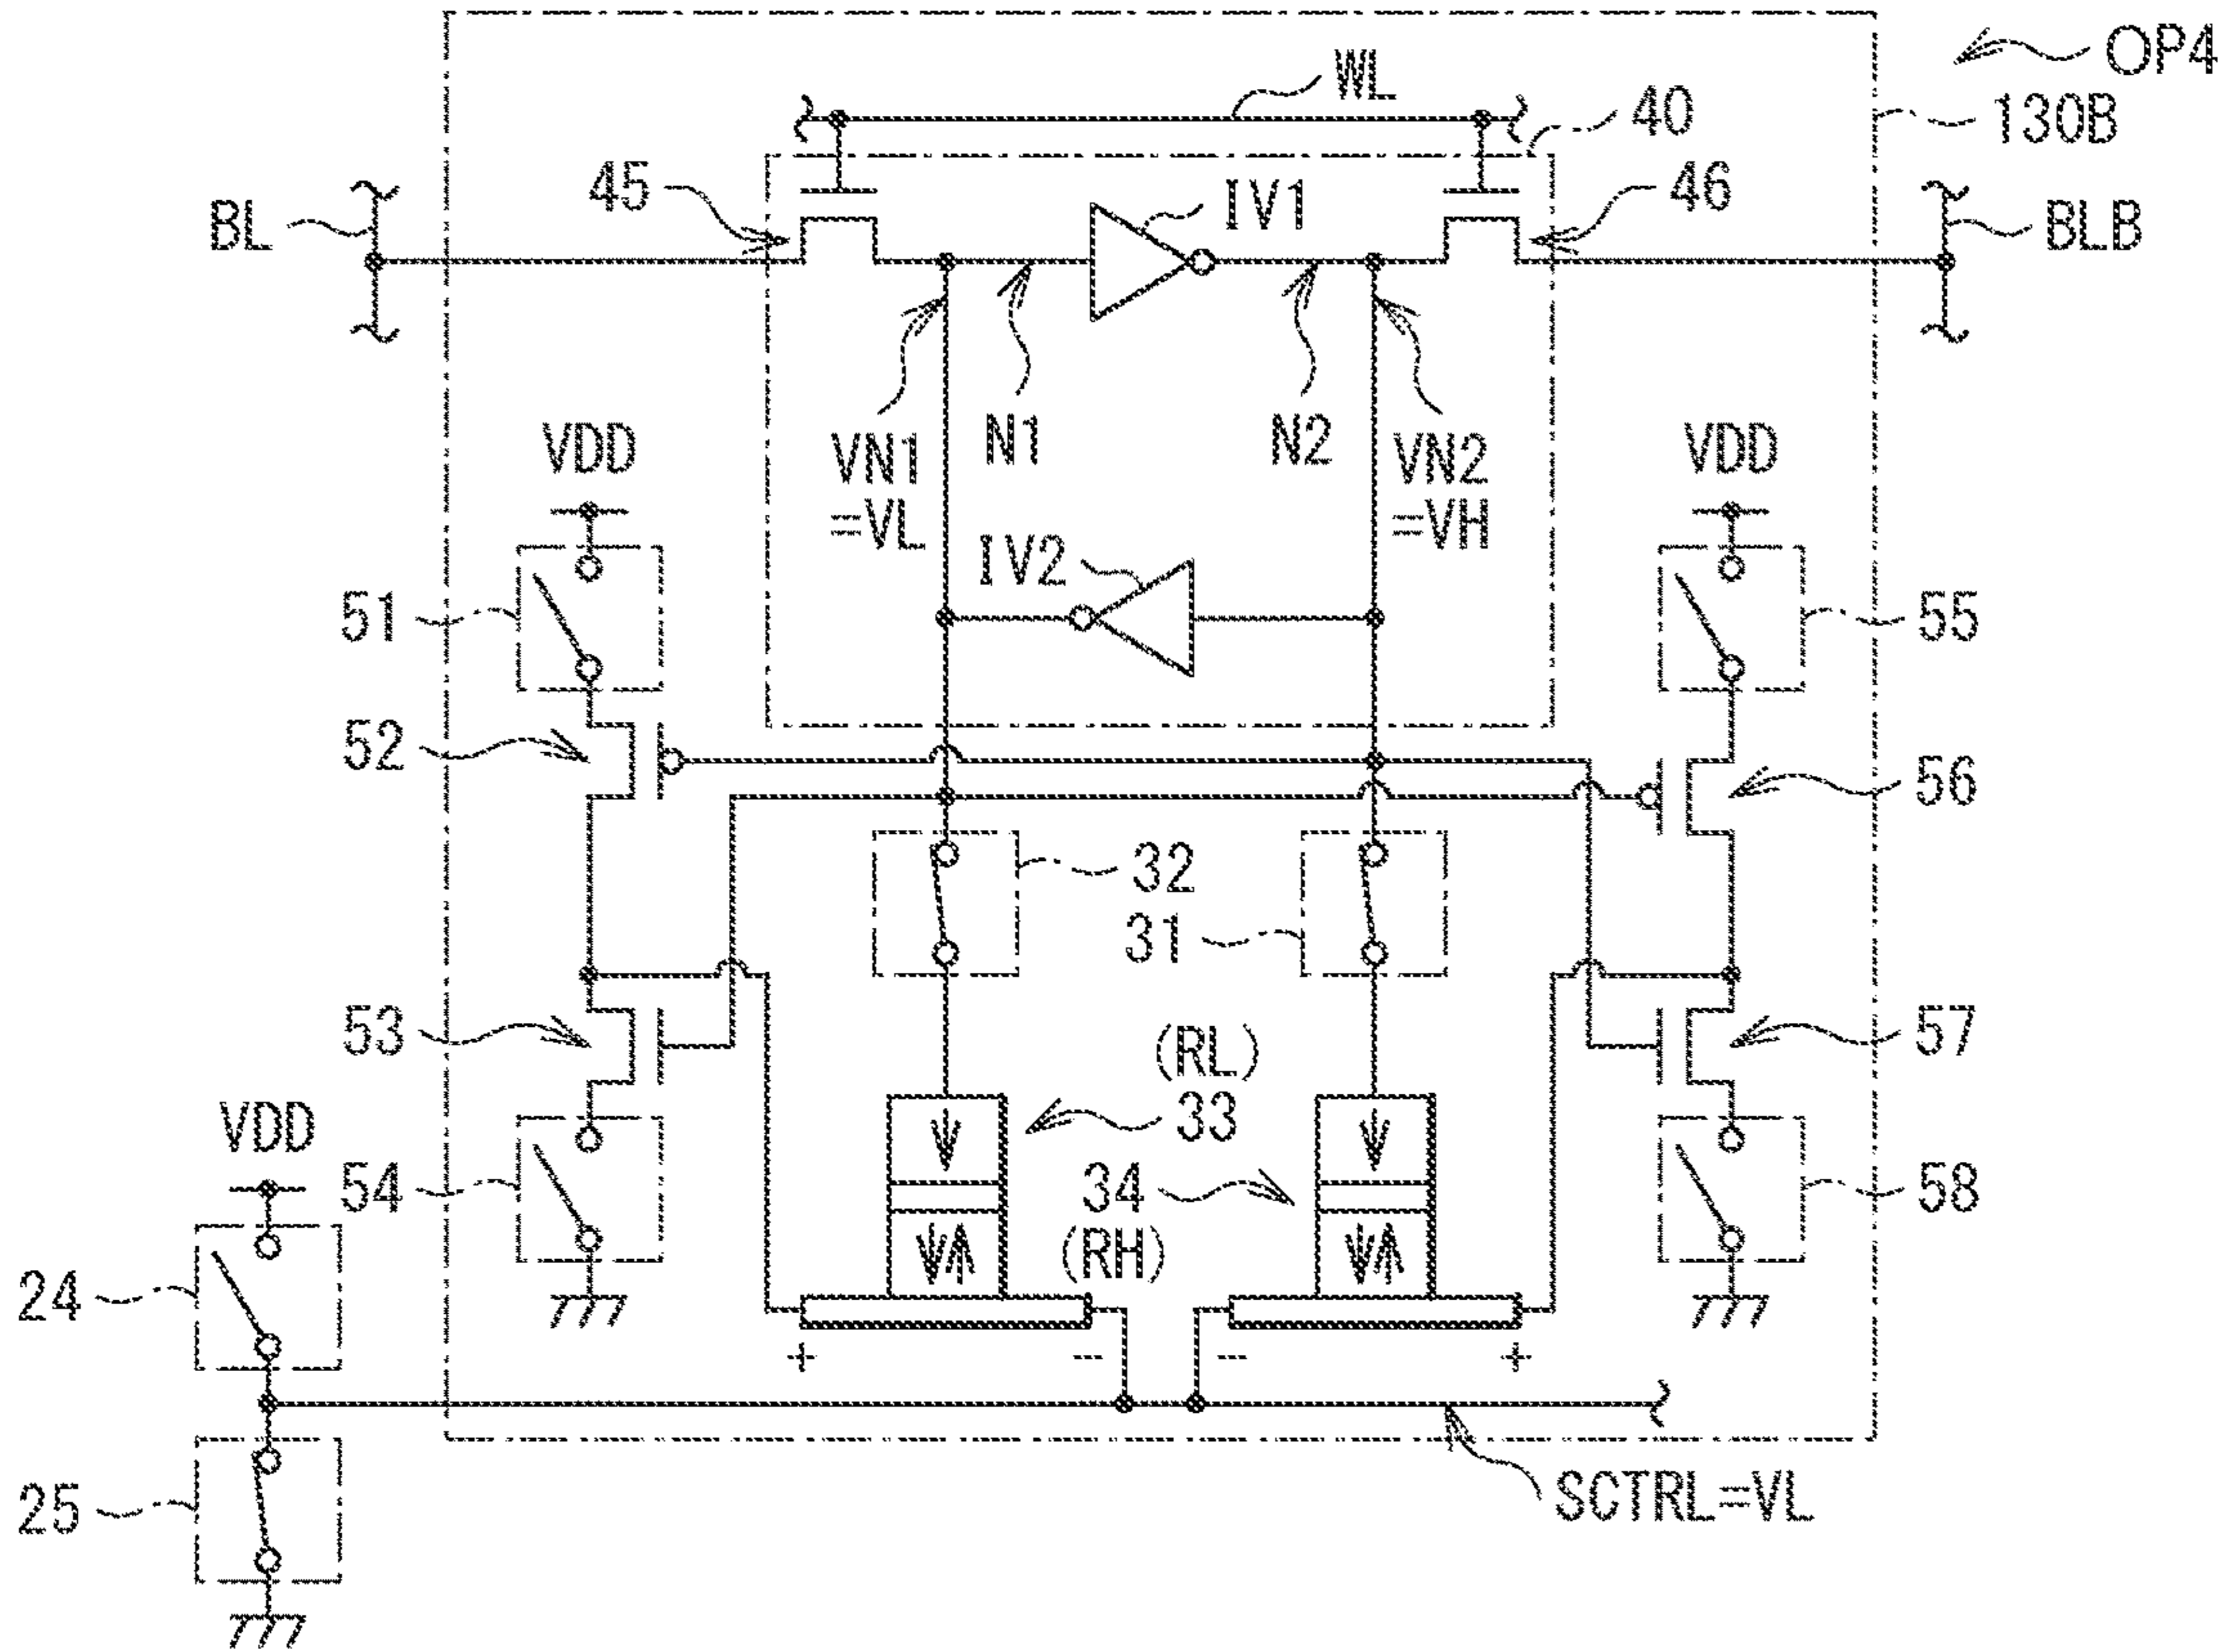 OP4
WL
40
130B
45
IV1
46
BL
BLB
N1
N2
VDD
VN1
=VL
VN2
=VH
VDD
IV2
51
55
52
56
32
31
53
57
(RL)
33
VDD
54
34
(RH)
58
24
+
-
-
+
25
SCTRL=VL